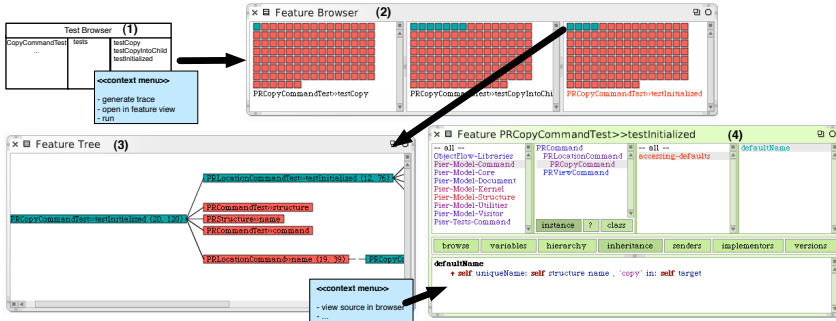 Test Browser (1)
CopyCommandTest
...
tests
testCopy
testCopyIntoChild
testInitialized
<<context menu>>
- generate trace
- open in feature view
- run
Feature Browser (2)
PRCopyCommandTest»testCopy
PRCopyCommandTest»testCopyIntoChi
PRCopyCommandTest»testInitialized
Feature Tree (3)
PRLocationCommandTest»testInitialized (12, 76)
PRCommandTest»structure
PRStructure»name
PRCommandTest»command
PRCopyCommandTest»testInitialized (20, 120)
PRLocationCommand»name (19, 39)
PRCopyCo
<<context menu>>
- view source in browser
- ...
Feature PRCopyCommandTest>>testInitialized (4)
-- all --
ObjectFlow-Libraries
Pier-Model-Command
Pier-Model-Core
Pier-Model-Document
Pier-Model-Kernel
Pier-Model-Structure
Pier-Model-Utilities
Pier-Model-Visitor
Pier-Tests-Command
PRCommand
PRLocationCommand
PRCopyCommand
PRViewCommand
instance ? class
-- all --
accessing-defaults
defaultName
browse variables hierarchy inheritance senders implementors versions
defaultName
↑ self uniqueName: self structure name , 'copy' in: self target